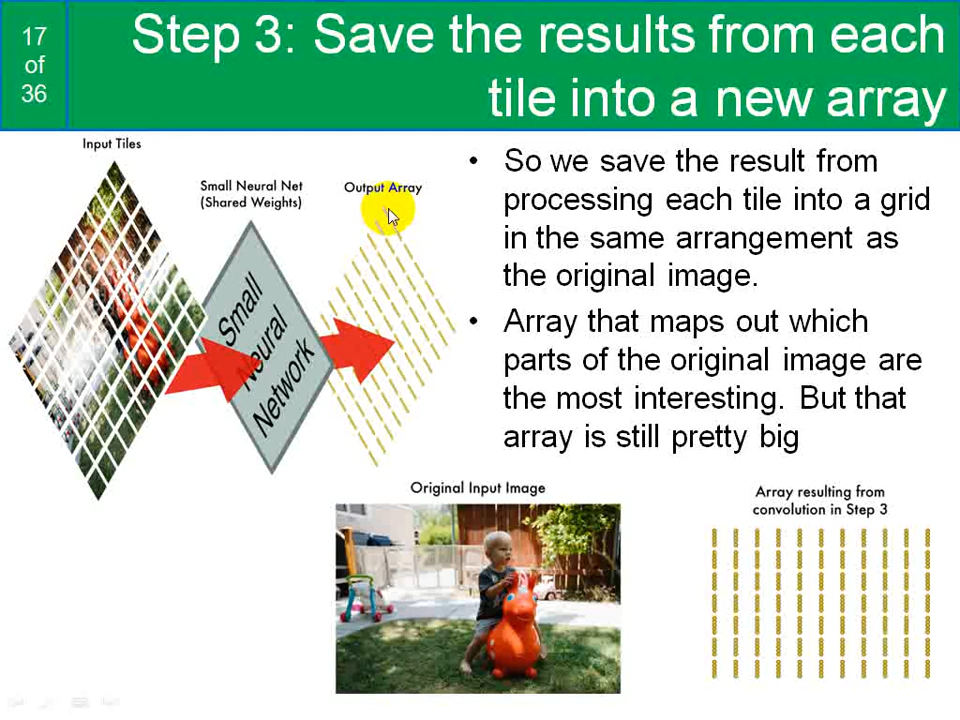 17
of
36
Step 3: Save the results from each
tile into a new array
Input Tiles
Small Neural Net
(Shared Weights)
Output Array
Small
Neural
Network
• So we save the result from
processing each tile into a grid
in the same arrangement as
the original image.
• Array that maps out which
parts of the original image are
the most interesting. But that
array is still pretty big
Original Input Image
Array resulting from
convolution in Step 3